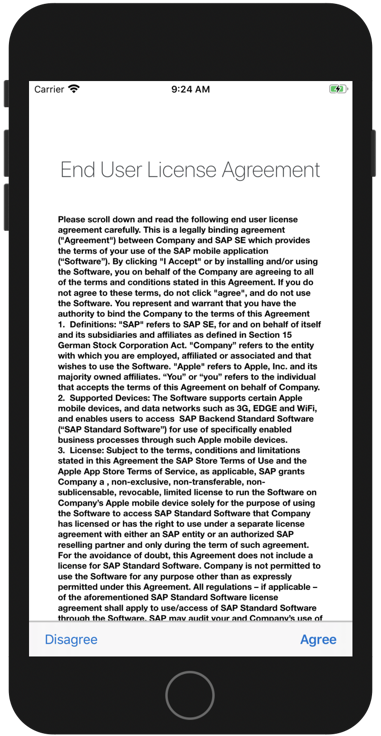 Carrier 9:24 AM
End User License Agreement
Please scroll down and read the following end user license
agreement carefully. This is a legally binding agreement
("Agreement") between Company and SAP SE which provides
the terms of your use of the SAP mobile application
(“Software”). By clicking "I Accept" or by installing and/or using
the Software, you on behalf of the Company are agreeing to all
of the terms and conditions stated in this Agreement. If you do
not agree to these terms, do not click "agree", and do not use
the Software. You represent and warrant that you have the
authority to bind the Company to the terms of this Agreement
1. Definitions: "SAP" refers to SAP SE, for and on behalf of itself
and its subsidiaries and affiliates as defined in Section 15
German Stock Corporation Act. "Company" refers to the entity
with which you are employed, affiliated or associated and that
wishes to use the Software. "Apple" refers to Apple, Inc. and its
majority owned affiliates. “You” or “you” refers to the individual
that accepts the terms of this Agreement on behalf of Company.
2. Supported Devices: The Software supports certain Apple
mobile devices, and data networks such as 3G, EDGE and WiFi,
and enables users to access SAP Backend Standard Software
(“SAP Standard Software”) for use of specifically enabled
business processes through such Apple mobile devices.
3. License: Subject to the terms, conditions and limitations
stated in this Agreement the SAP Store Terms of Use and the
Apple App Store Terms of Service, as applicable, SAP grants
Company a , non-exclusive, non-transferable, non-
sublicensable, revocable, limited license to run the Software on
Company’s Apple mobile device solely for the purpose of using
the Software to access SAP Standard Software that Company
has licensed or has the right to use under a separate license
agreement with either an SAP entity or an authorized SAP
reselling partner and only during the term of such agreement.
For the avoidance of doubt, this Agreement does not include a
license for SAP Standard Software. Company is not permitted to
use the Software for any purpose other than as expressly
permitted under this Agreement. All regulations – if applicable –
of the aforementioned SAP Standard Software license
agreement shall apply to use/access of SAP Standard Software
through the Software. SAP may audit your and Company’s use of
Disagree Agree